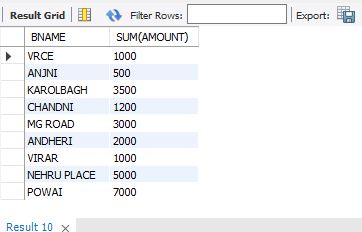 Result Grid Filter Rows: Export:
BNAME SUM(AMOUNT)
VRCE 1000
ANJNI 500
KAROLBAGH 3500
CHANDNI 1200
MG ROAD 3000
ANDHERI 2000
VIRAR 1000
NEHRU PLACE 5000
POWAI 7000
Result 10 ×